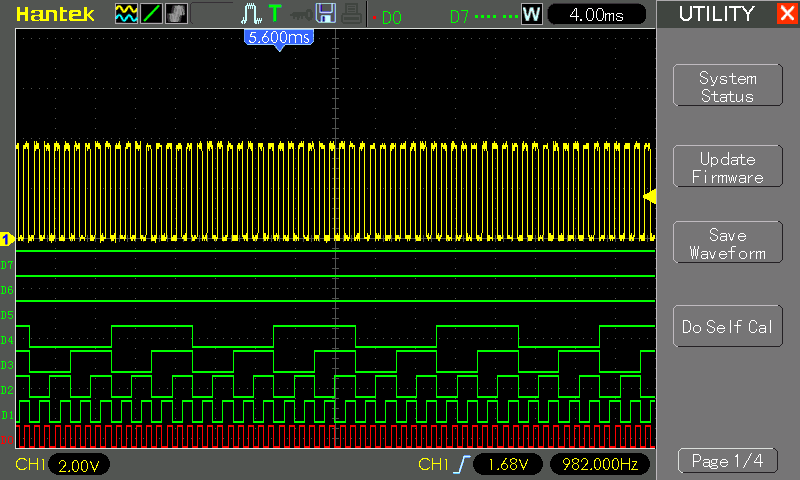 Hantek
T
D0
D7
W
4.00ms
UTILITY
5.600ms
System
Status
Update
Firmware
Save
Waveform
Do Self Cal
1
D7
D6
D5
D4
D3
D2
D1
D0
CH1
2.00V
CH1
1.68V
982.000Hz
Page 1/4